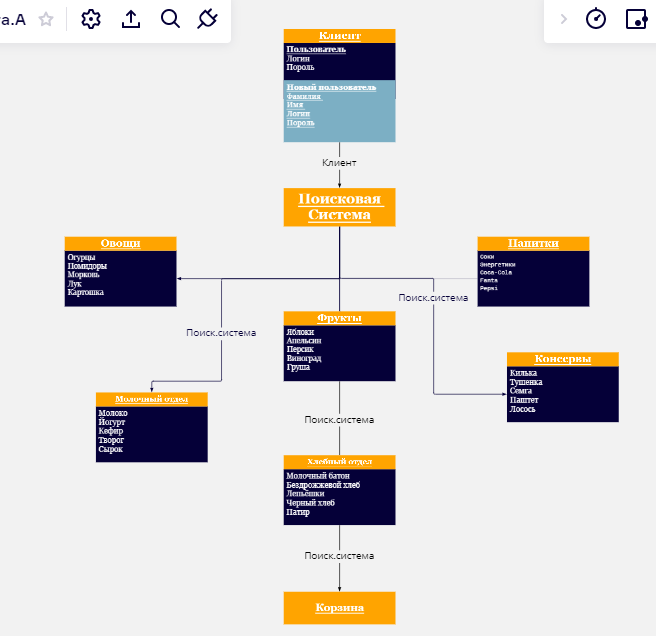 а.А
Клиент
Пользователь
Логин
Пороль
Новый пользователь
Фамилия
Имя
Логин
Пороль
Клиент
Поисковая
Система
Овощи
Огурцы
Помидоры
Морковь
Лук
Картошка
Напитки
Соки
Энергетики
Coca-Cola
Fanta
Pepsi
Поиск.система
Фрукты
Яблоки
Апельсин
Персик
Виноград
Груша
Поиск.система
Консервы
Килька
Тушенка
Семга
Паштет
Лосось
Молочный отдел
Молоко
Йогурт
Кефир
Творог
Сырок
Поиск.система
Хлебный отдел
Молочный батон
Бездрожжевой хлеб
Лепёшки
Черный хлеб
Патир
Поиск.система
Корзина